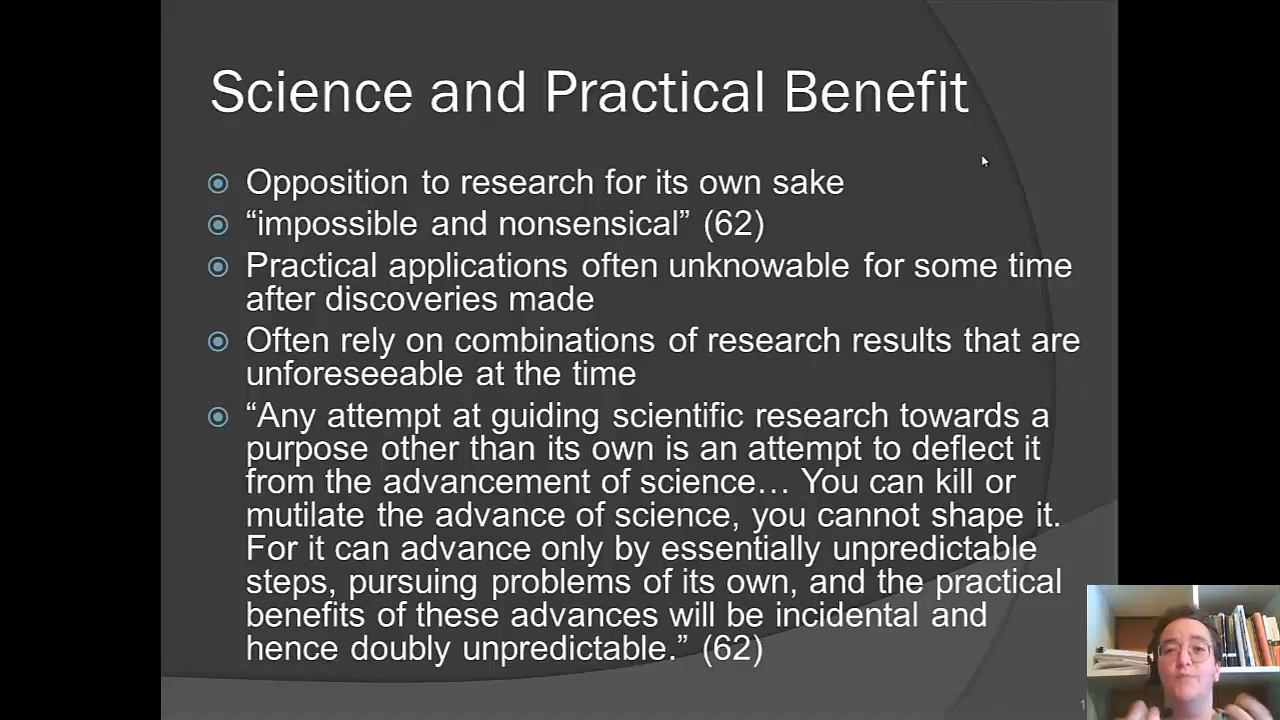 Science and Practical Benefit
Opposition to research for its own sake
“impossible and nonsensical” (62)
Practical applications often unknowable for some time
after discoveries made
Often rely on combinations of research results that are
unforeseeable at the time
“Any attempt at guiding scientific research towards a
purpose other than its own is an attempt to deflect it
from the advancement of science… You can kill or
mutilate the advance of science, you cannot shape it.
For it can advance only by essentially unpredictable
steps, pursuing problems of its own, and the practical
benefits of these advances will be incidental and
hence doubly unpredictable.” (62)